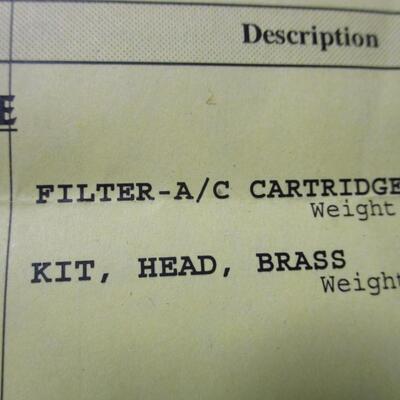 Description
E
FILTER-A/C CARTRIDGE
Weight
KIT, HEAD, BRASS
Weight